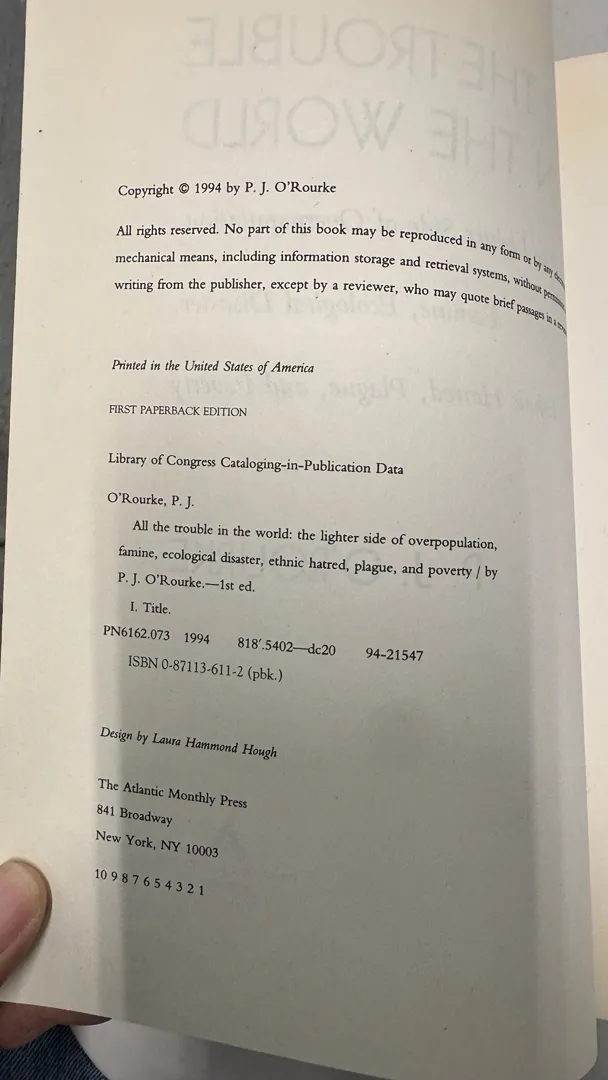 Copyright © 1994 by P. J. O'Rourke
All rights reserved. No part of this book may be reproduced in any form or by any
mechanical means, including information storage and retrieval systems, without
writing from the publisher, except by a reviewer, who may quote brief passages in a
Printed in the United States of America
FIRST PAPERBACK EDITION
Library of Congress Cataloging-in-Publication Data
O'Rourke, P. J.
All the trouble in the world: the lighter side of overpopulation,
famine, ecological disaster, ethnic hatred, plague, and poverty / by
P. J. O'Rourke.—1st ed.
I. Title.
PN6162.073 1994 818'.5402—dc20 94-21547
ISBN 0-87113-611-2 (pbk.)
Design by Laura Hammond Hough
The Atlantic Monthly Press
841 Broadway
New York, NY 10003
10 9 8 7 6 5 4 3 2 1